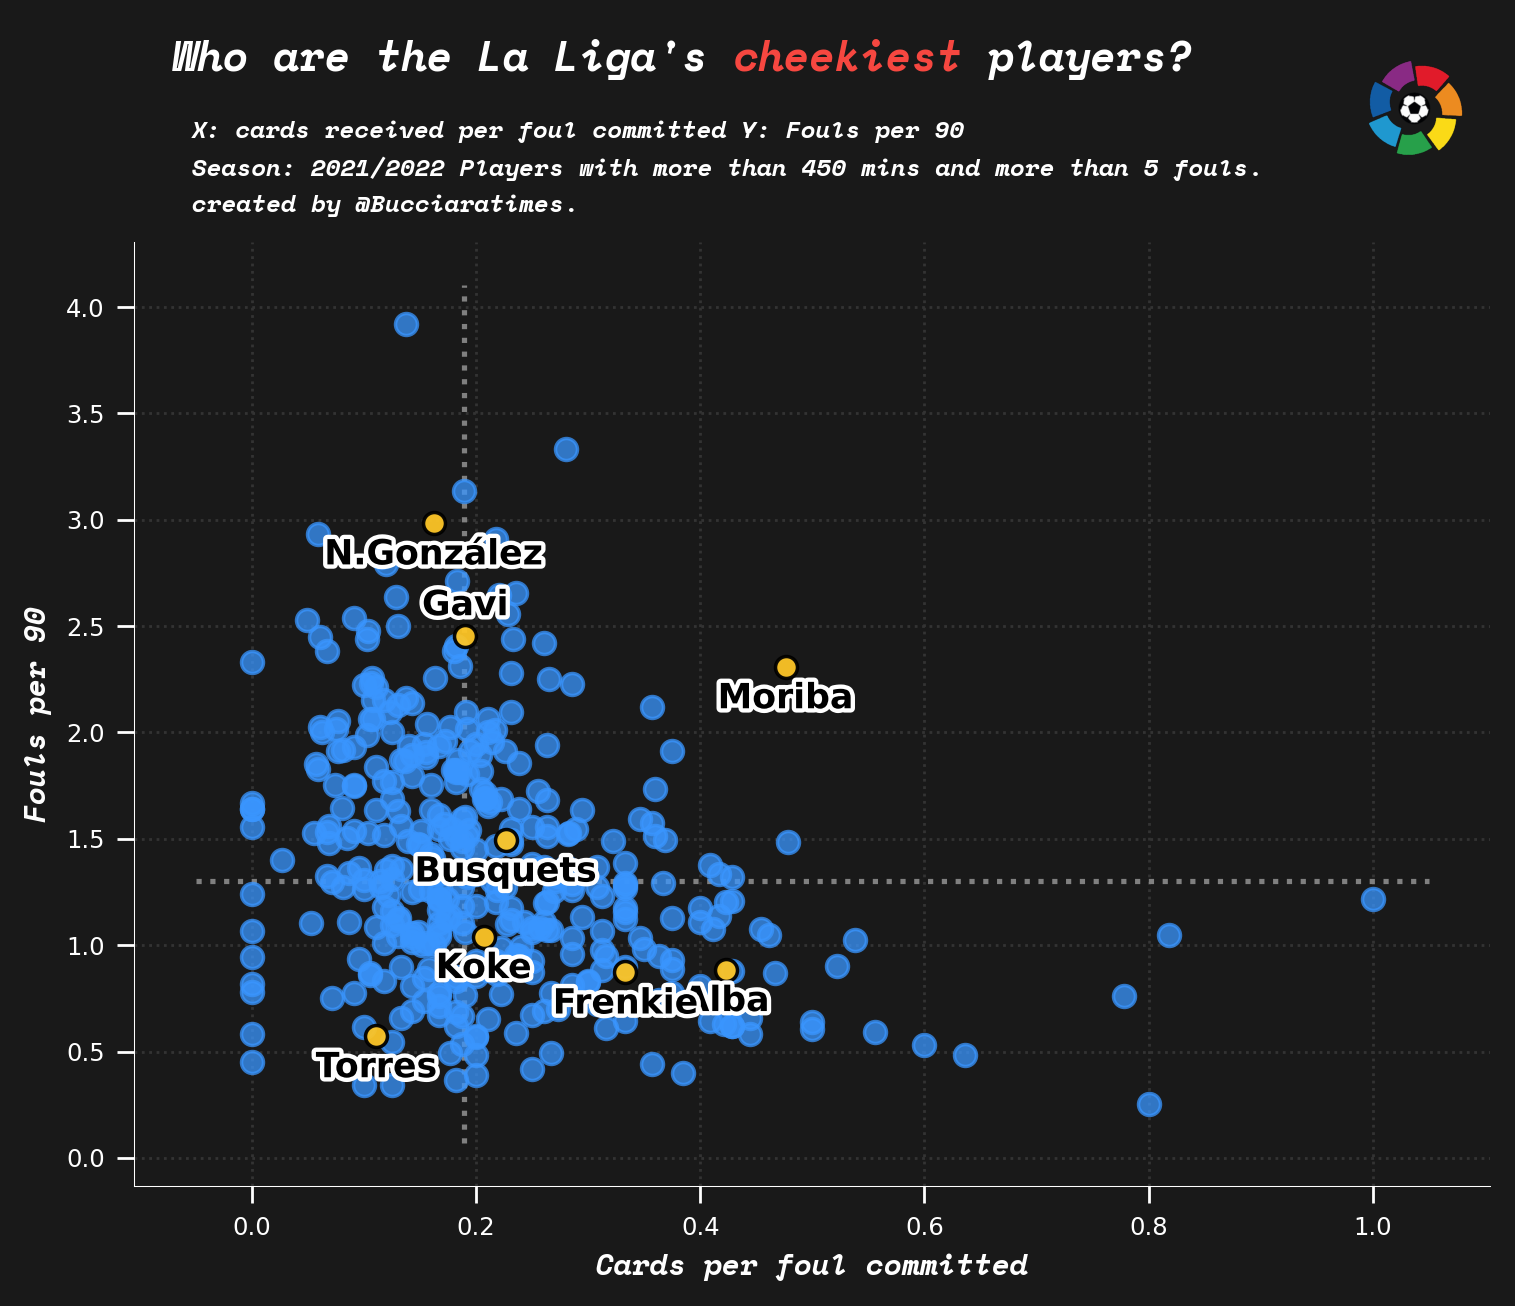 Who are the La Liga's cheekiest players?
X: cards received per foul committed Y: Fouls per 90
Season: 2021/2022 Players with more than 450 mins and more than 5 fouls.
created by @Bucciaratimes.
4.0
3.5
3.0
2.5
2.0
1.5
1.0
0.5
0.0
Fouls per 90
N.González
Gavi
Moriba
Busquets
Koke
Frenkie
Alba
Torres
0.0 0.2 0.4 0.6 0.8 1.0
Cards per foul committed